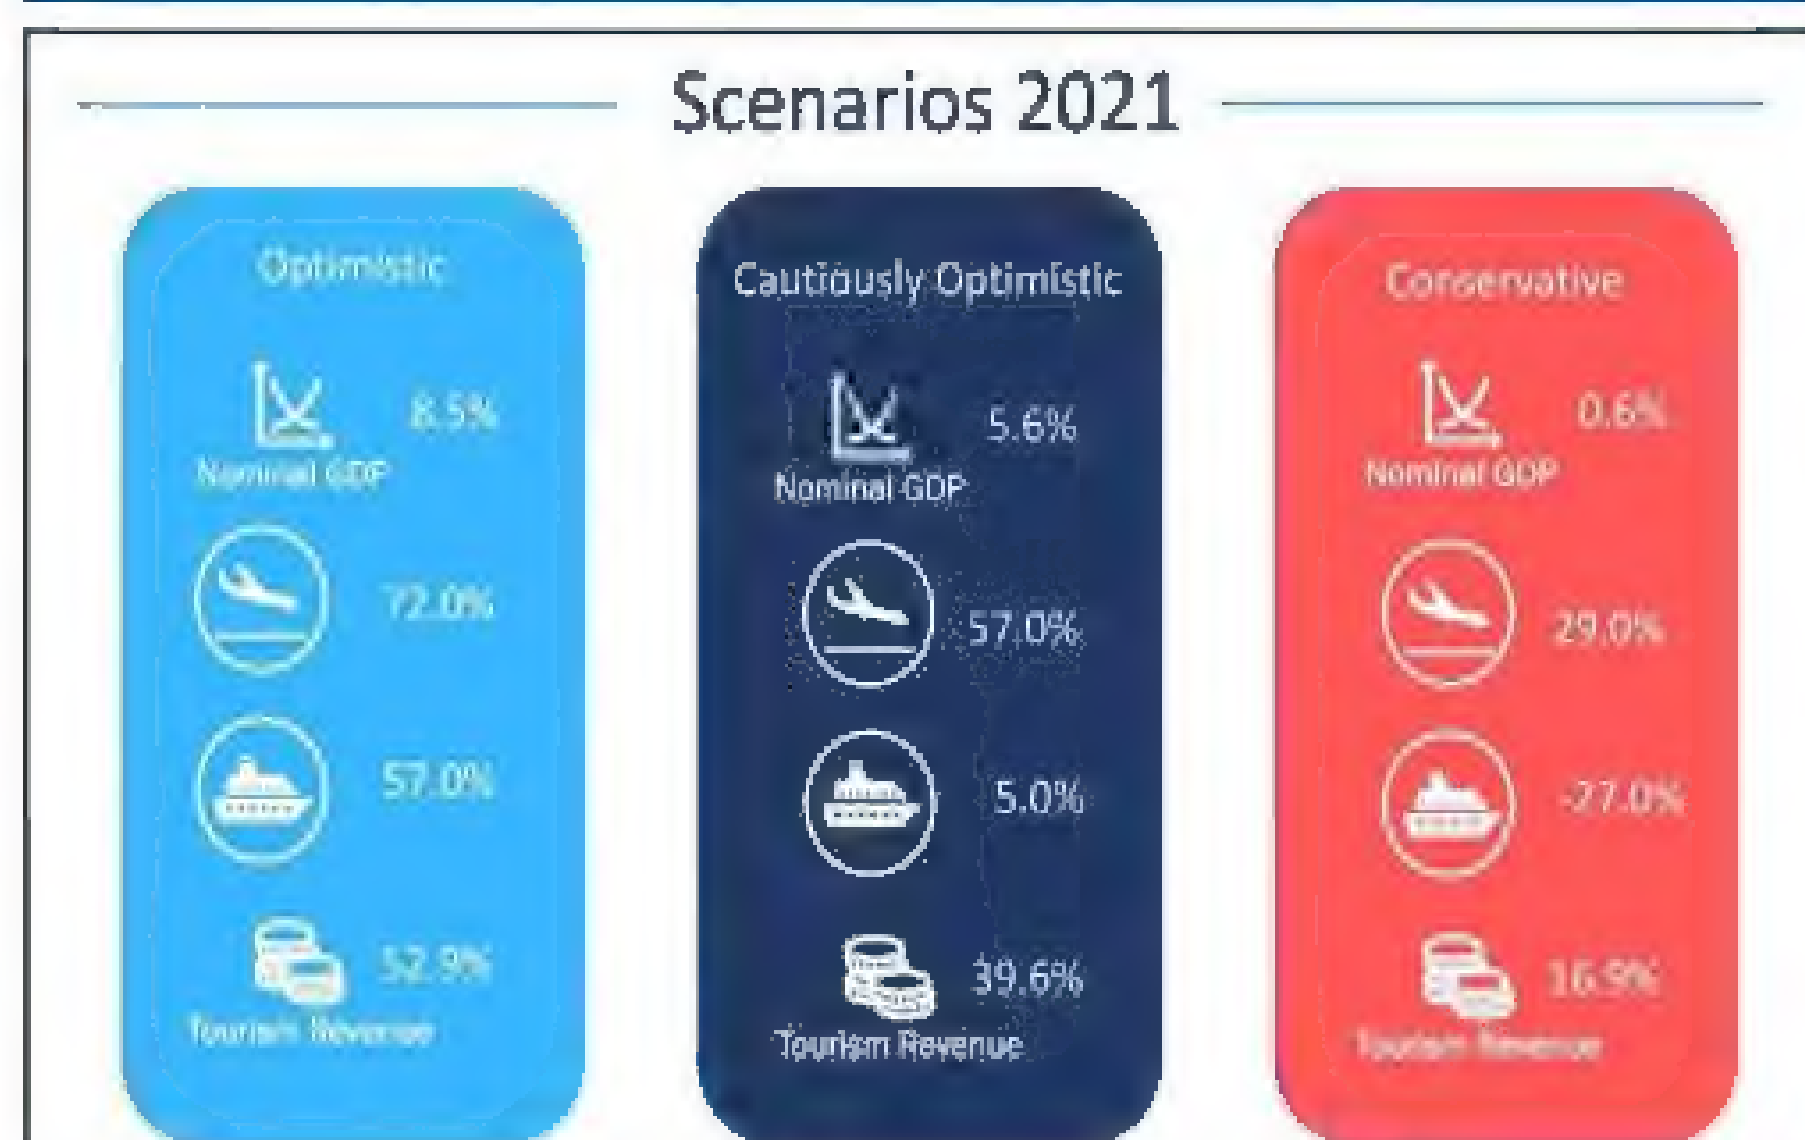 Scenarios 2021
Optimistic
8.5%
Nominal GDP
72.0%
57.0%
52.9%
Tourism Revenue
Cautiously Optimistic
5.6%
Nominal GDP
57.0%
5.0%
39.6%
Tourism Revenue
Conservative
0.6%
Nominal GDP
29.0%
-27.0%
16.9%
Tourism Revenue